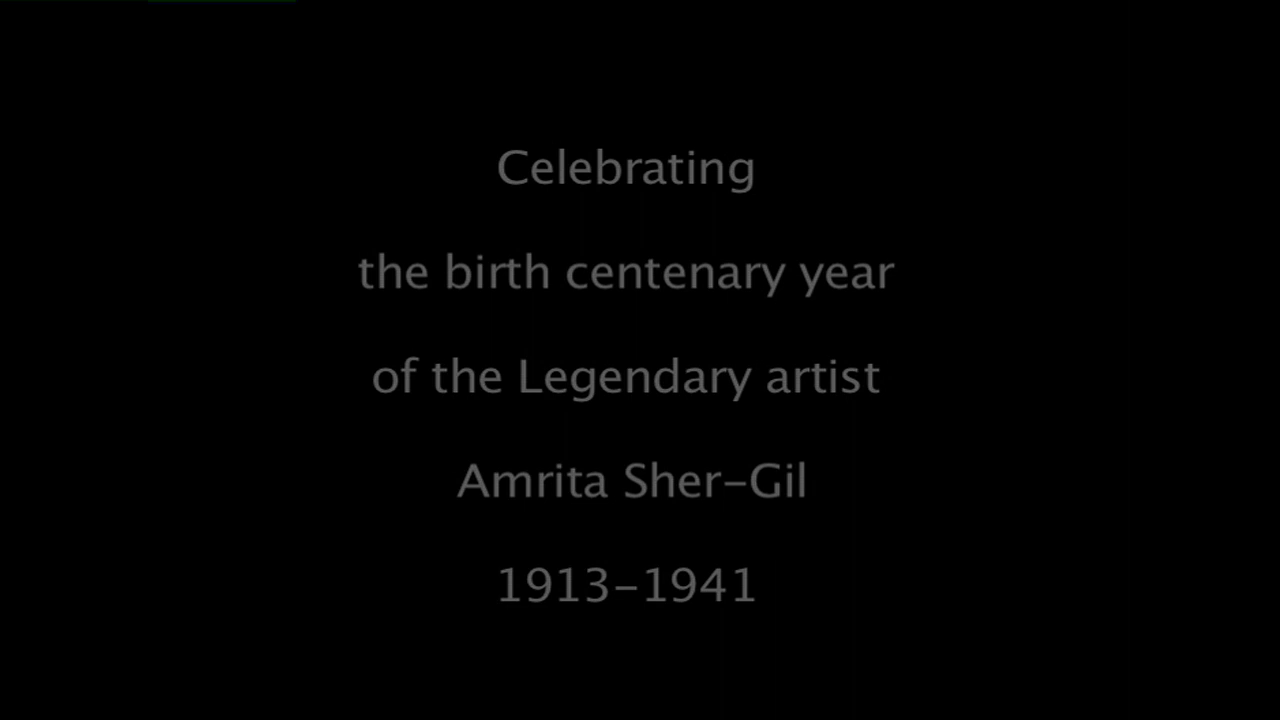 Celebrating
the birth centenary year
of the Legendary artist
Amrita Sher-Gil
1913-1941